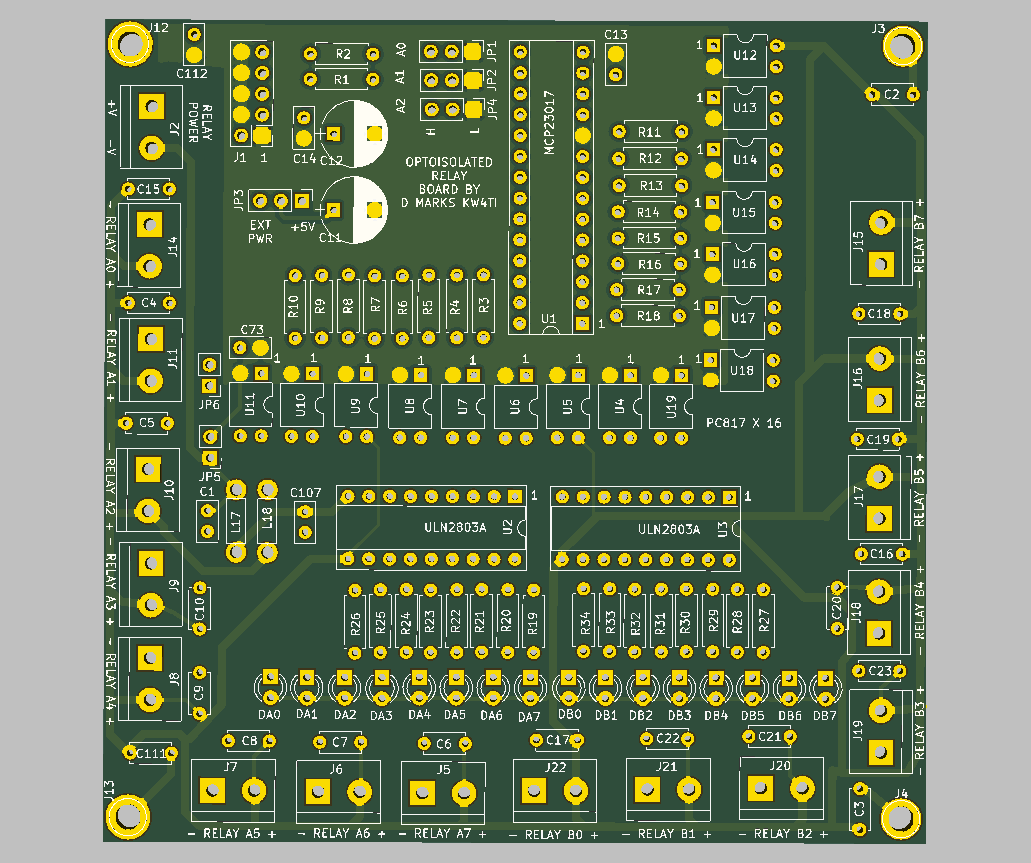 J12
C112
R2
R1
A0
JP1
A1
JP2
A2
JP4
H
L
C13
U12
J3
C2
+V
-V
J2
RELAY
POWER
J1
1
C14
C12
MCP23017
U1
1
1
U13
1
U14
1
U15
1
U16
1
U17
1
U18
R11
R12
R13
R14
R15
R16
R17
R18
OPTOISOLATED
RELAY
BOARD BY
D MARKS KW4TI
C15
JP3
EXT
PWR
+5V
C11
- RELAY A0 +
J14
C4
R10
R9
R8
R7
R6
R5
R4
R3
J15
- RELAY B7 +
C18
- RELAY A1 +
J11
C73
JP6
1
1
1
1
1
1
1
1
1
U11
U10
U9
U8
U7
U6
U5
U4
U19
PC817 X 16
J16
- RELAY B6 +
C19
C5
JP5
- RELAY A2 +
J10
C1
L17
L18
C107
ULN2803A
U2
1
ULN2803A
U3
1
J17
- RELAY B5 +
C16
- RELAY A3 +
J9
C10
R26
R25
R24
R23
R22
R21
R20
R19
R34
R33
R32
R31
R30
R29
R28
R27
C20
J18
- RELAY B4 +
C23
- RELAY A4 +
J8
C9
DA0
DA1
DA2
DA3
DA4
DA5
DA6
DA7
DB0
DB1
DB2
DB3
DB4
DB5
DB6
DB7
J19
- RELAY B3 +
C111
C8
C7
C6
C17
C22
C21
J13
J7
J6
J5
J22
J21
J20
C3
J4
- RELAY A5 +
- RELAY A6 +
- RELAY A7 +
- RELAY B0 +
- RELAY B1 +
- RELAY B2 +